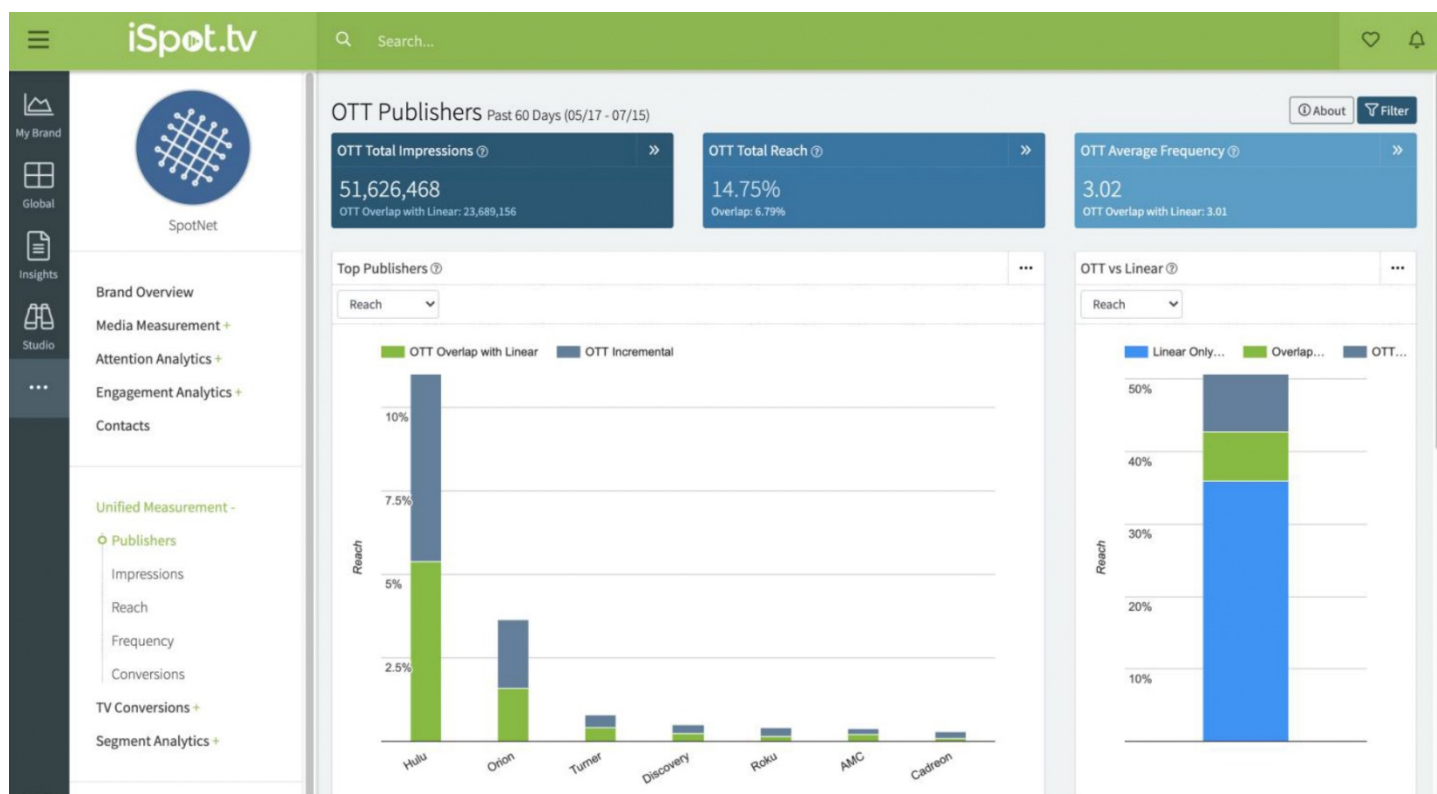 iSpot.tv
Search...
My Brand
Global
Insights
Studio
SpotNet
Brand Overview
Media Measurement +
Attention Analytics +
Engagement Analytics +
Contacts
Unified Measurement -
Publishers
Impressions
Reach
Frequency
Conversions
TV Conversions +
Segment Analytics +
OTT Publishers Past 60 Days (05/17 - 07/15)
About
Filter
OTT Total Impressions ? »
51,626,468
OTT Overlap with Linear: 23,689,156
OTT Total Reach ? »
14.75%
Overlap: 6.79%
OTT Average Frequency ? »
3.02
OTT Overlap with Linear: 3.01
Top Publishers ? ...
Reach
OTT Overlap with Linear OTT Incremental
10%
7.5%
5%
2.5%
Reach
Hulu Orion Turner Discovery Roku AMC Cadreon
OTT vs Linear ? ...
Reach
Linear Only... Overlap... OTT...
50%
40%
30%
20%
10%
Reach